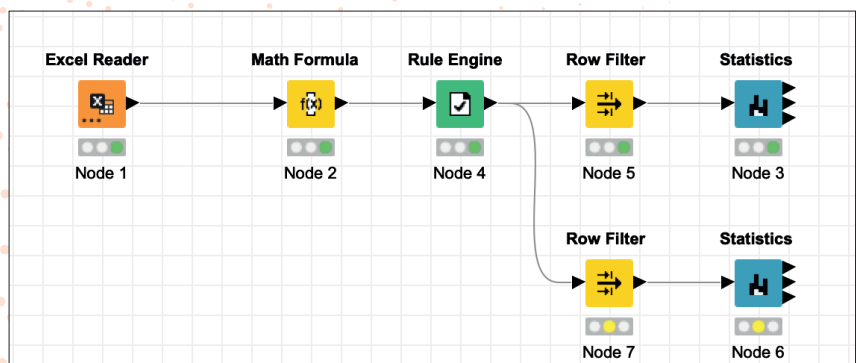 Excel Reader
Math Formula
Rule Engine
Row Filter
Statistics
X
f(x)
Node 1
Node 2
Node 4
Node 5
Node 3
Row Filter
Statistics
Node 7
Node 6